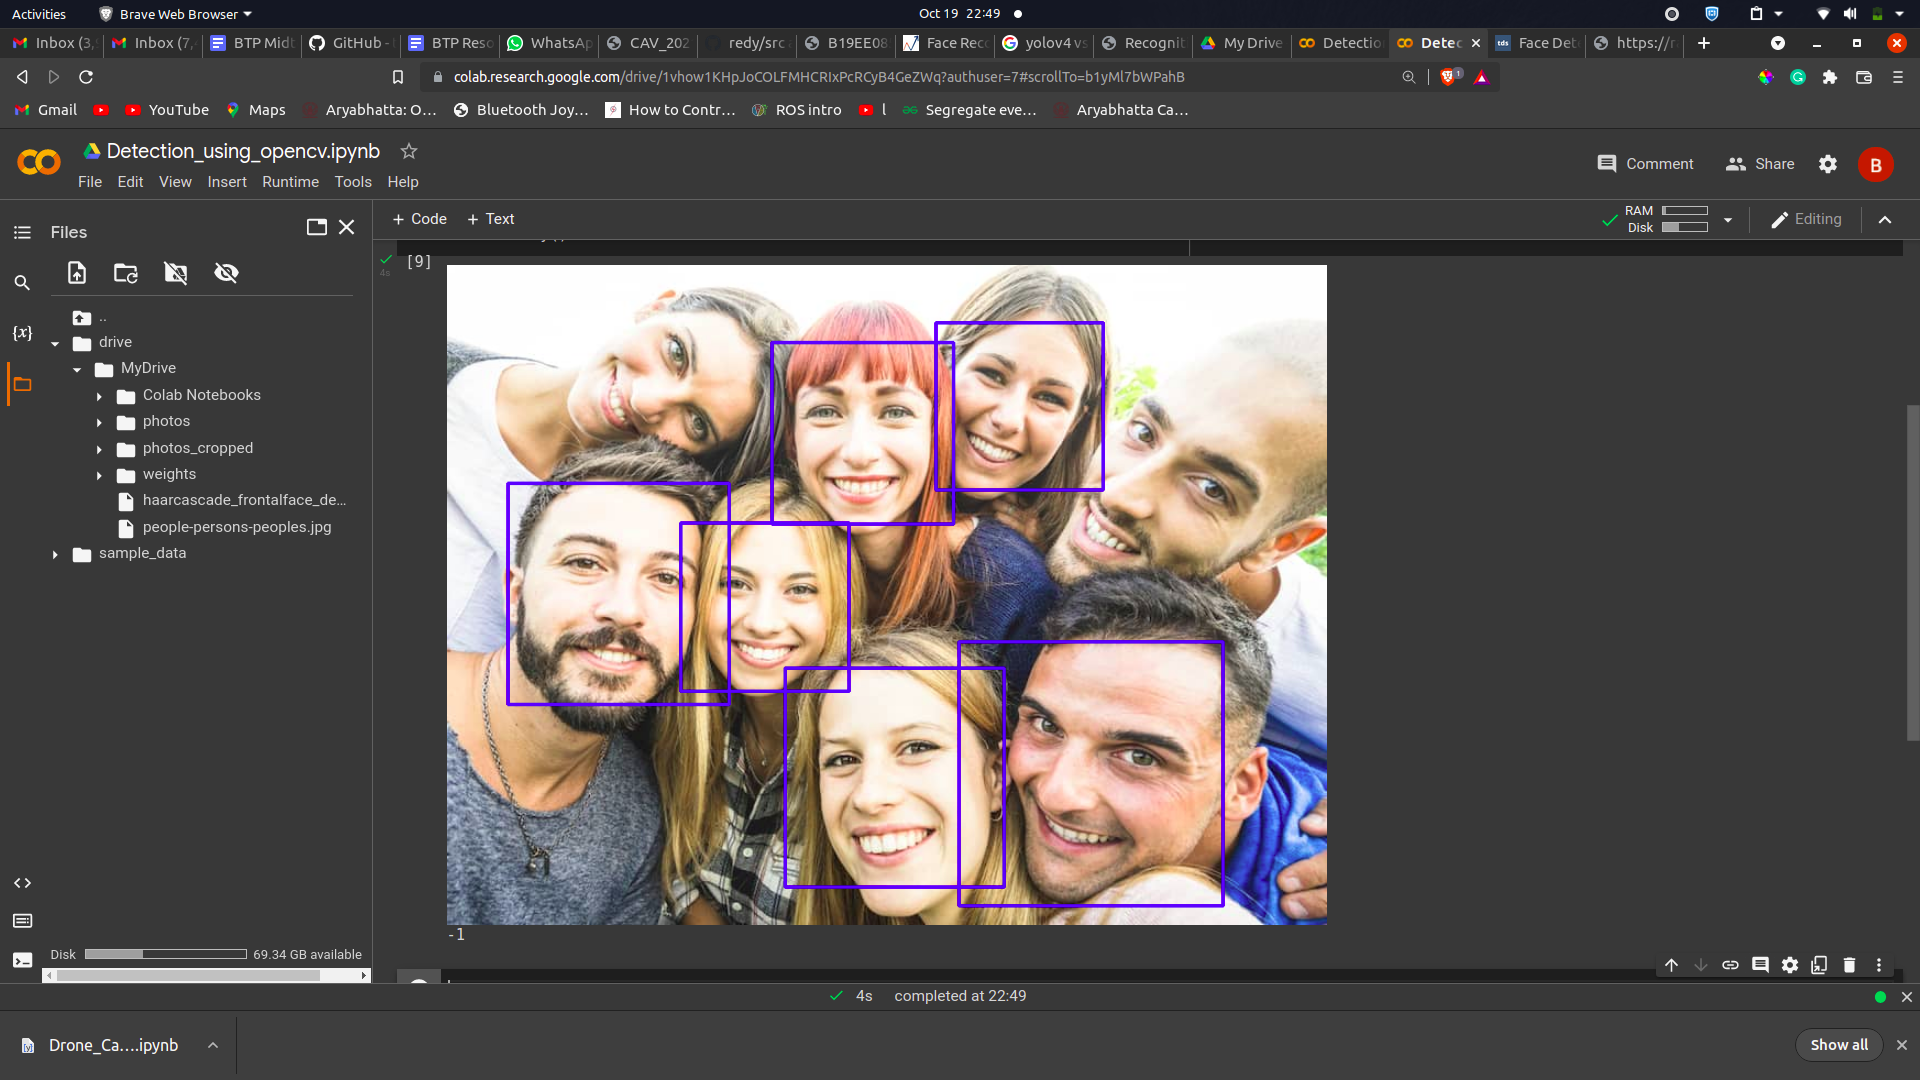 Activities
Brave Web Browser
Oct 19 22:49
Inbox (3,
Inbox (7,
BTP Midt
GitHub -
BTP Reso
WhatsAp
CAV_202
redy/src
B19EE08
Face Rec
yolov4 vs
Recognit
My Drive
Detectio
Detec
Face Det
https://r
colab.research.google.com/drive/1vhow1KHpJoCOLFMHCRIxPcRCyB4GeZWq?authuser=7#scrollTo=b1yMl7bWPahB
1
Gmail
YouTube
Maps
Aryabhatta: O...
Bluetooth Joy...
How to Contr...
ROS intro
l
Segregate eve...
Aryabhatta Ca...
Detection_using_opencv.ipynb
Comment
Share
B
File Edit View Insert Runtime Tools Help
Files
+ Code + Text
RAM
Disk
Editing
[9]
4s
..
{x}
drive
MyDrive
Colab Notebooks
photos
photos_cropped
weights
haarcascade_frontalface_de...
people-persons-peoples.jpg
sample_data
-1
Disk
69.34 GB available
4s completed at 22:49
Drone_Ca....ipynb
Show all